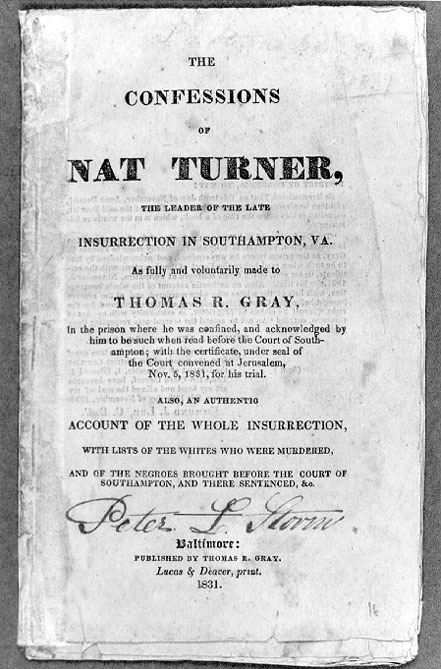 THE
CONFESSIONS
OF
NAT TURNER,
THE LEADER OF THE LATE
INSURRECTION IN SOUTHAMPTON, VA.
As fully and voluntarily made to
THOMAS R. GRAY,
In the prison where he was confined, and acknowledged by
him to be such when read before the Court of South-
ampton; with the certificate, under seal of
the Court convened at Jerusalem,
Nov. 5, 1831, for his trial.
ALSO, AN AUTHENTIC
ACCOUNT OF THE WHOLE INSURRECTION,
WITH LISTS OF THE WHITES WHO WERE MURDERED,
AND OF THE NEGROES BROUGHT BEFORE THE COURT OF
SOUTHAMPTON, AND THERE SENTENCED, &c.
Peter L. Storm
Baltimore:
PUBLISHED BY THOMAS R. GRAY.
Lucas & Deaver, print.
1831.
16